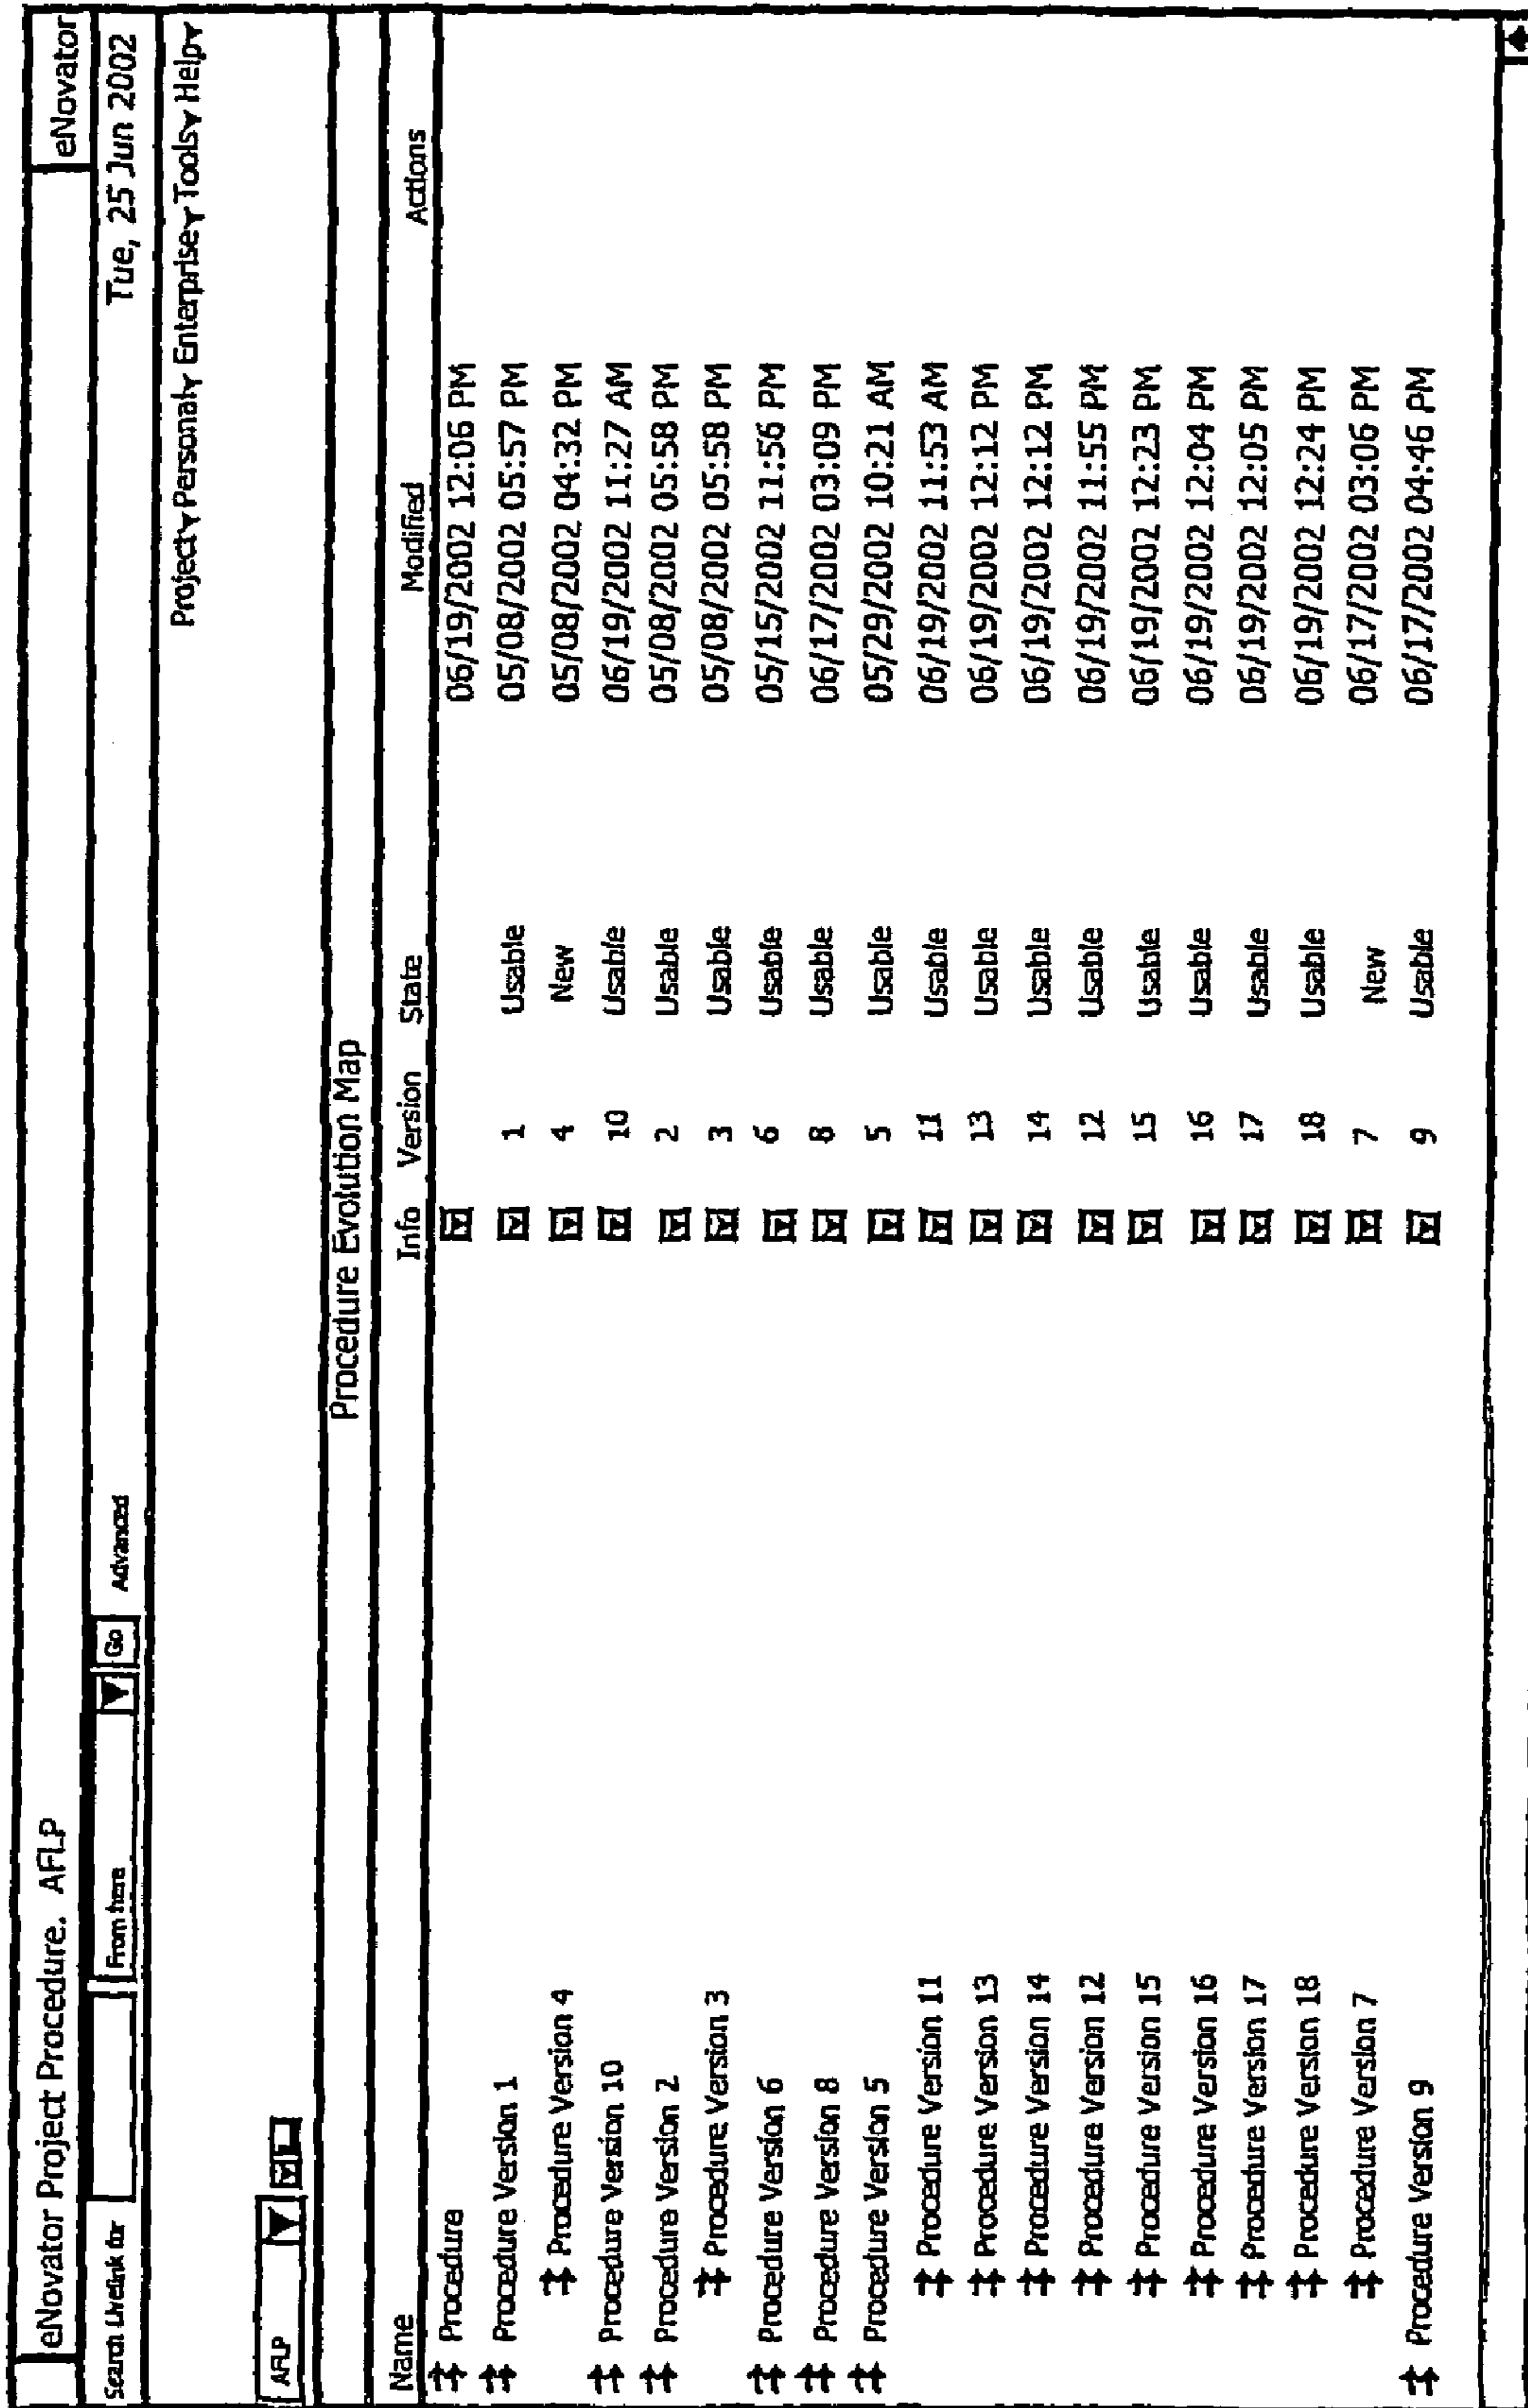 eNovator Project Procedure. AFLP eNovator
Search Livelink for From here Go Advanced Tue, 25 Jun 2002
Project Personal Enterprise Tools Help
AFLP
Procedure Evolution Map
Name Info Version State Modified Actions
Procedure 06/19/2002 12:06 PM
Procedure Version 1 1 Usable 05/08/2002 05:57 PM
Procedure Version 4 4 New 05/08/2002 04:32 PM
Procedure Version 10 10 Usable 06/19/2002 11:27 AM
Procedure Version 2 2 Usable 05/08/2002 05:58 PM
Procedure Version 3 3 Usable 05/08/2002 05:58 PM
Procedure Version 6 6 Usable 05/15/2002 11:56 PM
Procedure Version 8 8 Usable 06/17/2002 03:09 PM
Procedure Version 5 5 Usable 05/29/2002 10:21 AM
Procedure Version 11 11 Usable 06/19/2002 11:53 AM
Procedure Version 13 13 Usable 06/19/2002 12:12 PM
Procedure Version 14 14 Usable 06/19/2002 12:12 PM
Procedure Version 12 12 Usable 06/19/2002 11:55 PM
Procedure Version 15 15 Usable 06/19/2002 12:23 PM
Procedure Version 16 16 Usable 06/19/2002 12:04 PM
Procedure Version 17 17 Usable 06/19/2002 12:05 PM
Procedure Version 18 18 Usable 06/19/2002 12:24 PM
Procedure Version 7 7 New 06/17/2002 03:06 PM
Procedure Version 9 9 Usable 06/17/2002 04:46 PM